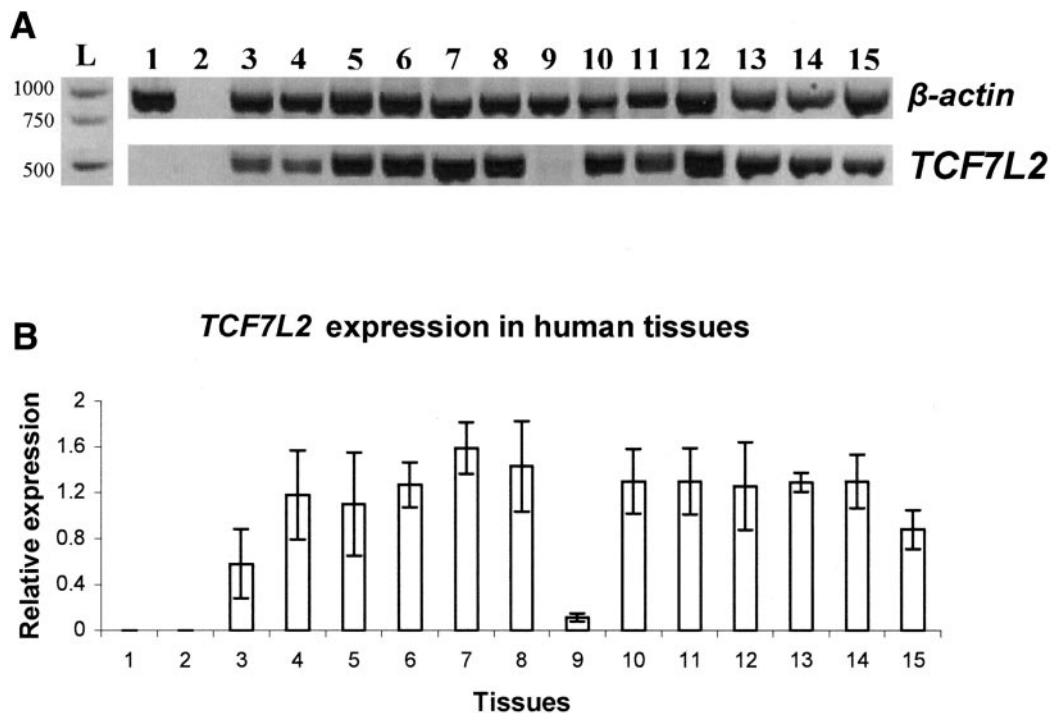 A
L 1 2 3 4 5 6 7 8 9 10 11 12 13 14 15
1000
β-actin
750
500
TCF7L2
B
TCF7L2 expression in human tissues
Relative expression
2
1.6
1.2
0.8
0.4
0
1 2 3 4 5 6 7 8 9 10 11 12 13 14 15
Tissues